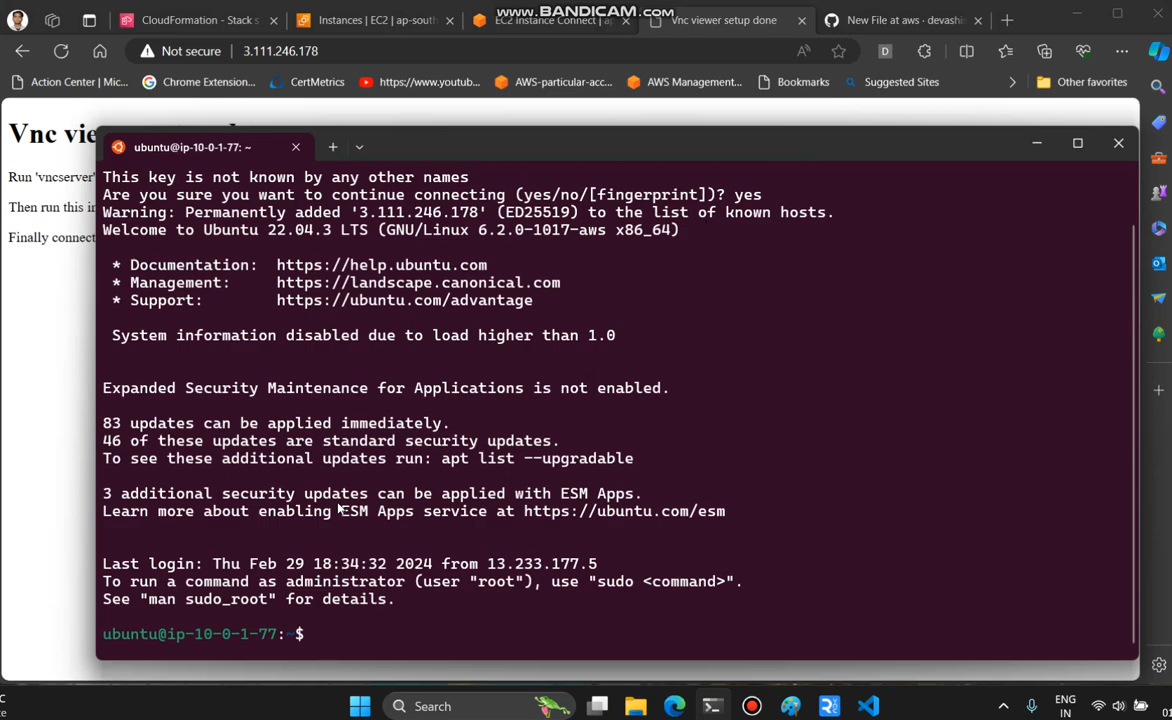 www.BANDICAM.com
CloudFormation - Stack s
Instances | EC2 | ap-south
EC2 Instance Connect | ap
Vnc viewer setup done
New File at aws · devashi
Not secure
3.111.246.178
Action Center | Mic...
Chrome Extension...
CertMetrics
https://www.youtub...
AWS-particular-acc...
AWS Management...
Bookmarks
Suggested Sites
Other favorites
Vnc vie
Run 'vncserver'
Then run this in
Finally connect
ubuntu@ip-10-0-1-77: ~
This key is not known by any other names
Are you sure you want to continue connecting (yes/no/[fingerprint])? yes
Warning: Permanently added '3.111.246.178' (ED25519) to the list of known hosts.
Welcome to Ubuntu 22.04.3 LTS (GNU/Linux 6.2.0-1017-aws x86_64)
* Documentation: https://help.ubuntu.com
* Management: https://landscape.canonical.com
* Support: https://ubuntu.com/advantage
System information disabled due to load higher than 1.0
Expanded Security Maintenance for Applications is not enabled.
83 updates can be applied immediately.
46 of these updates are standard security updates.
To see these additional updates run: apt list --upgradable
3 additional security updates can be applied with ESM Apps.
Learn more about enabling ESM Apps service at https://ubuntu.com/esm
Last login: Thu Feb 29 18:34:32 2024 from 13.233.177.5
To run a command as administrator (user "root"), use "sudo <command>".
See "man sudo_root" for details.
ubuntu@ip-10-0-1-77:~$
Search
ENG
IN